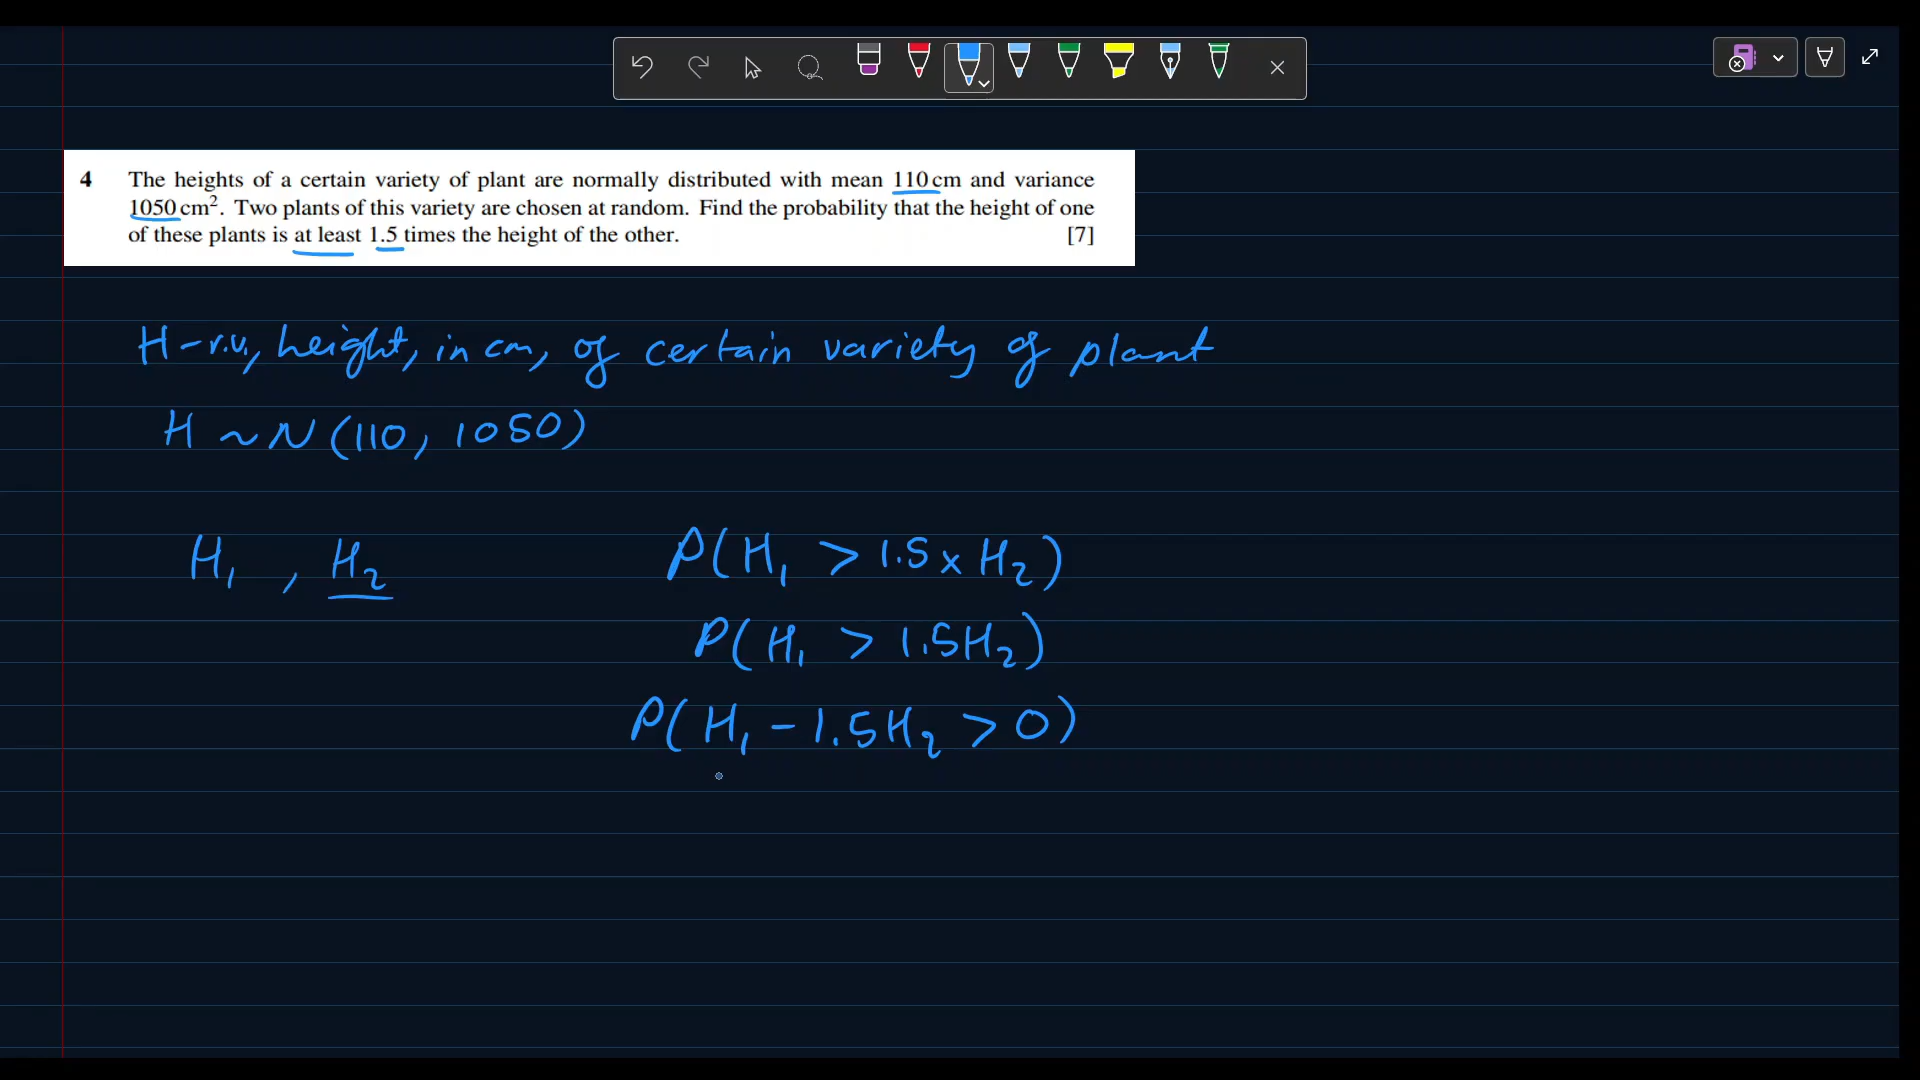 4 The heights of a certain variety of plant are normally distributed with mean 110 cm and variance
1050 cm². Two plants of this variety are chosen at random. Find the probability that the height of one
of these plants is at least 1.5 times the height of the other. [7]
H - r.v., height, in cm, of certain variety of plant
H ~ N (110, 1050)
H₁ , H₂ P(H₁ > 1.5 x H₂)
P(H₁ > 1.5H₂)
P(H₁ - 1.5H₂ > 0)